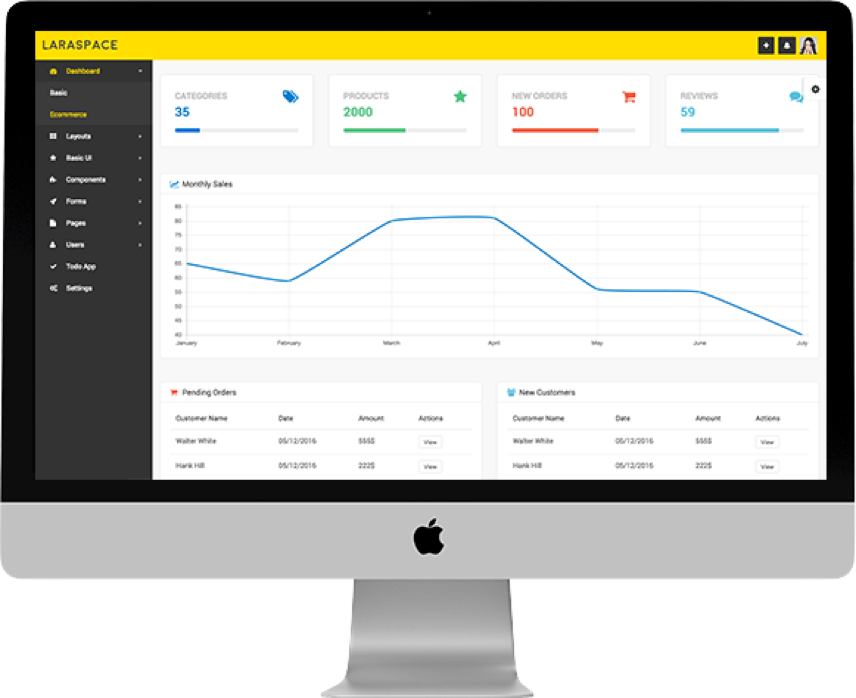 LARASPACE
Dashboard
Basic
Ecommerce
Layouts
Basic UI
Components
Forms
Pages
Users
Todo App
Settings
CATEGORIES
35
PRODUCTS
2000
NEW ORDERS
100
REVIEWS
59
Monthly Sales
85
80
75
70
65
60
55
50
45
40
January February March April May June July
Pending Orders
Customer Name Date Amount Actions
Walter White 05/12/2016 555$ View
Hank Hill 05/12/2016 222$ View
New Customers
Customer Name Date Amount Actions
Walter White 05/12/2016 555$ View
Hank Hill 05/12/2016 222$ View